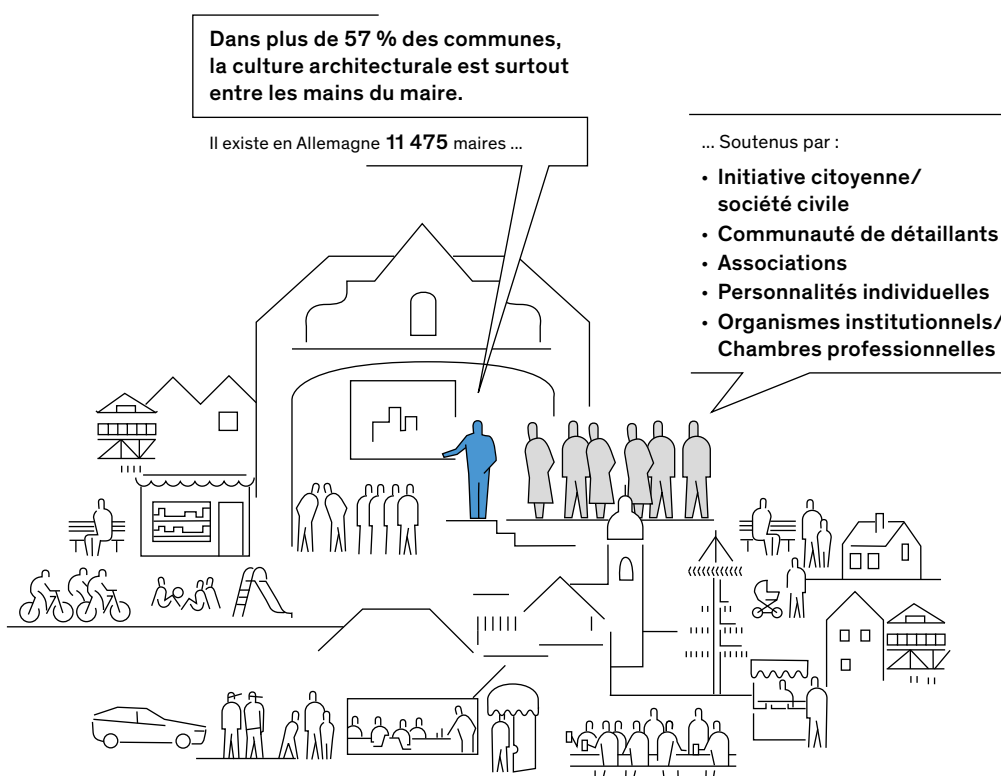 Dans plus de 57 % des communes,
la culture architecturale est surtout
entre les mains du maire.
Il existe en Allemagne 11 475 maires ...
... Soutenus par :
• Initiative citoyenne/
société civile
• Communauté de détaillants
• Associations
• Personnalités individuelles
• Organismes institutionnels/
Chambres professionnelles